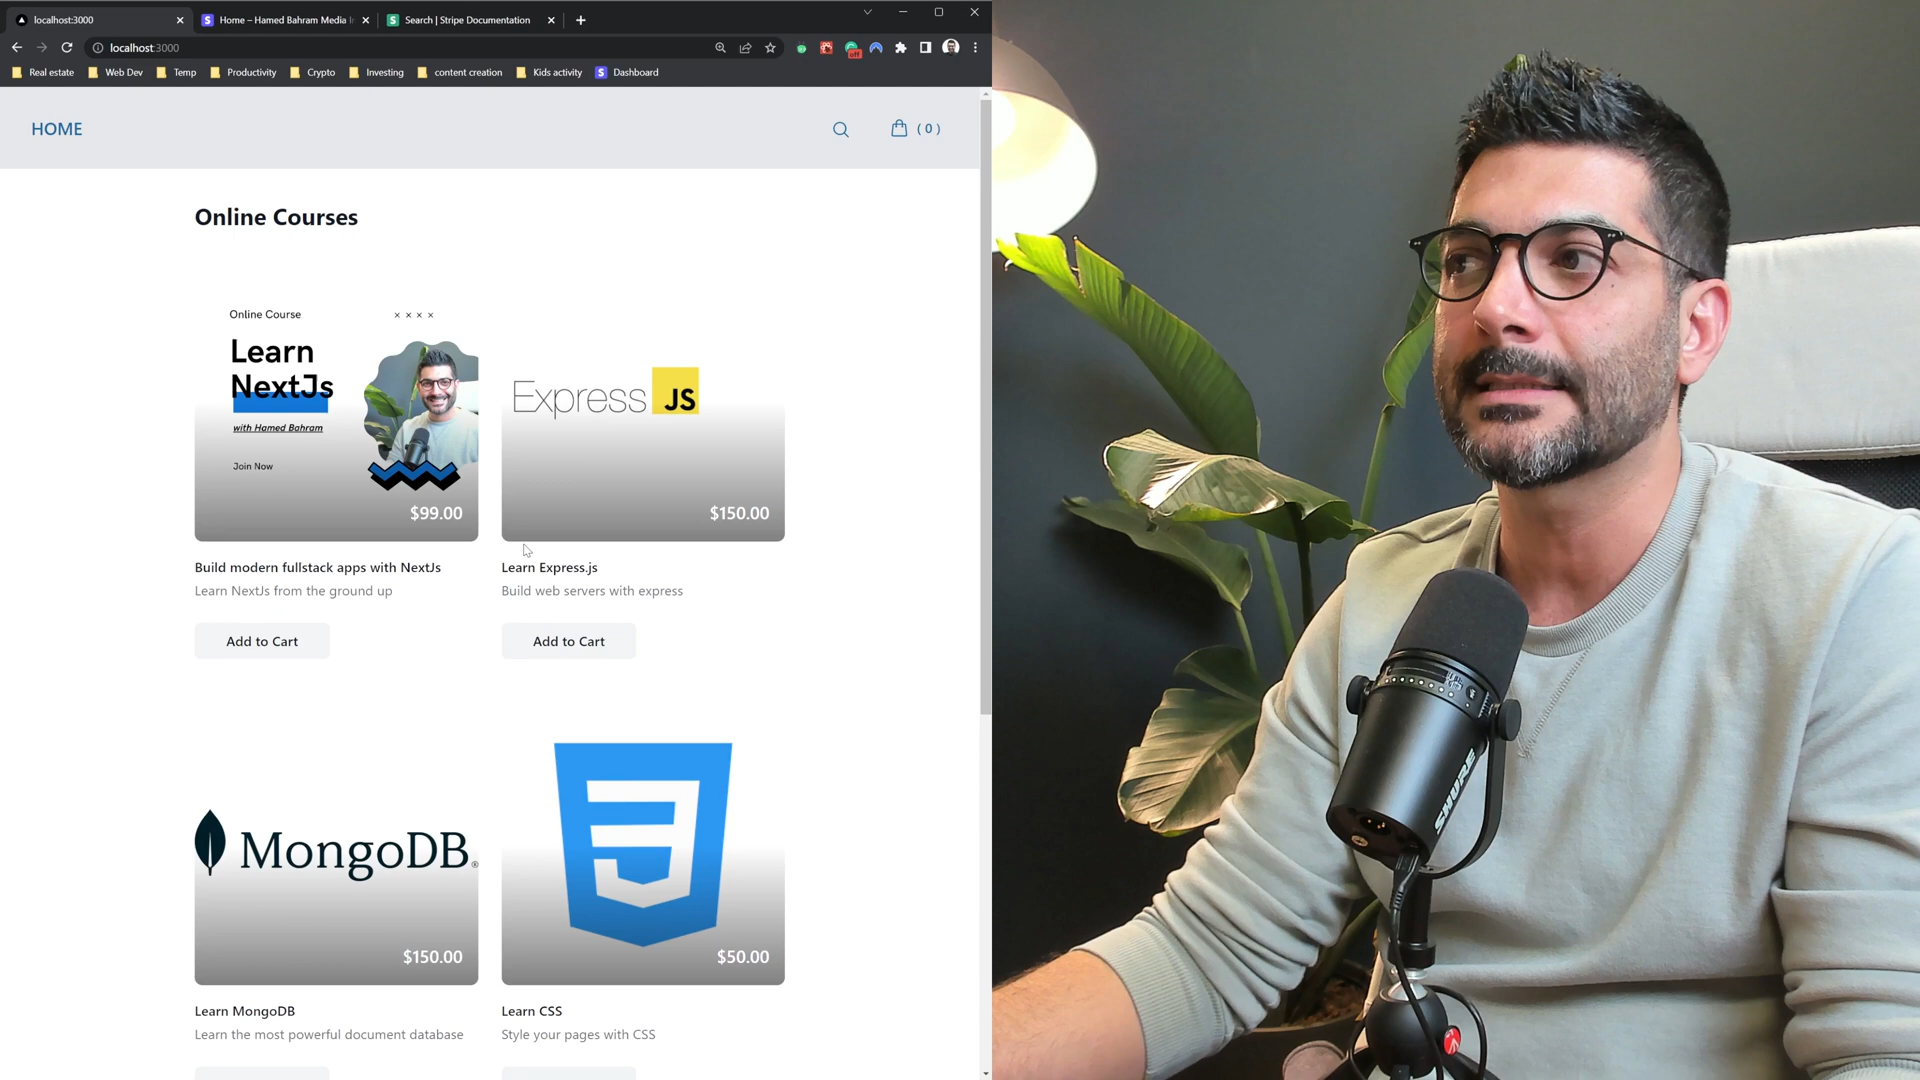 localhost:3000
Home – Hamed Bahram Media I
Search | Stripe Documentation
localhost:3000
off
Real estate
Web Dev
Temp
Productivity
Crypto
Investing
content creation
Kids activity
Dashboard
HOME
( 0 )
Online Courses
Online Course
Learn
NextJs
with Hamed Bahram
Join Now
$99.00
Express JS
$150.00
Build modern fullstack apps with NextJs
Learn NextJs from the ground up
Add to Cart
Learn Express.js
Build web servers with express
Add to Cart
MongoDB®
$150.00
$50.00
Learn MongoDB
Learn the most powerful document database
Learn CSS
Style your pages with CSS
SHURE